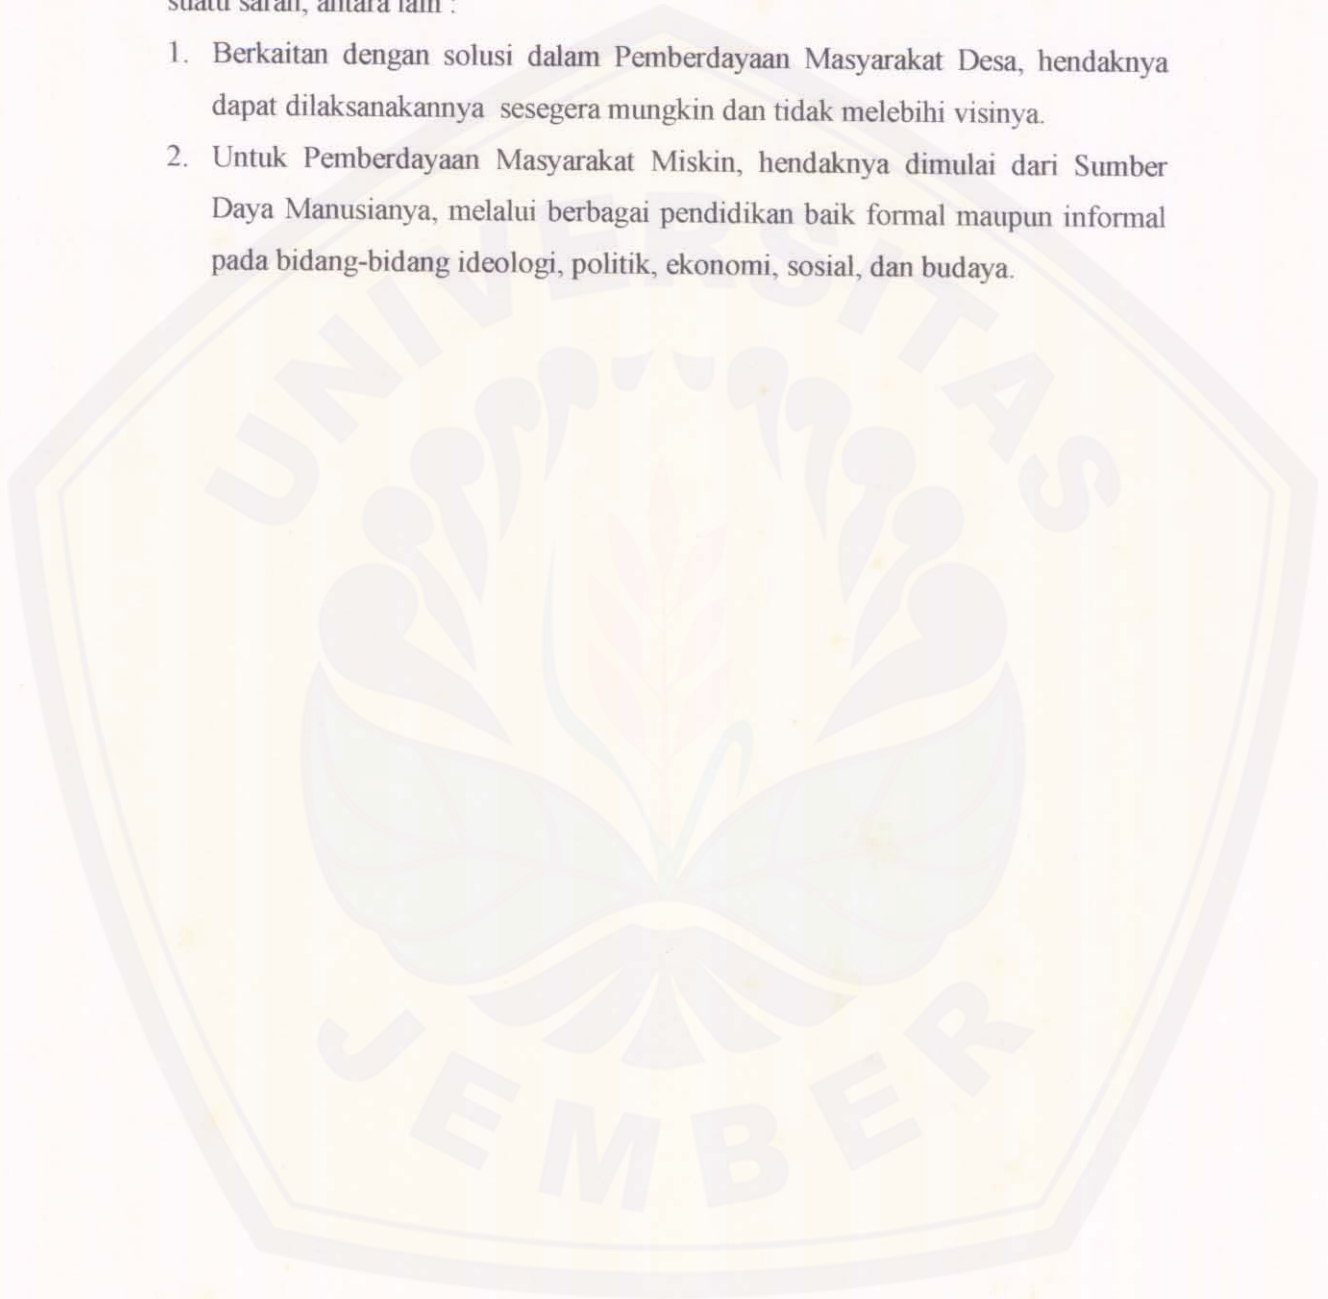 suatu saran, antara lain :
1. Berkaitan dengan solusi dalam Pemberdayaan Masyarakat Desa, hendaknya
dapat dilaksanakannya sesegera mungkin dan tidak melebihi visinya.
2. Untuk Pemberdayaan Masyarakat Miskin, hendaknya dimulai dari Sumber
Daya Manusianya, melalui berbagai pendidikan baik formal maupun informal
pada bidang-bidang ideologi, politik, ekonomi, sosial, dan budaya.
UNIVERSITAS
JEMBER